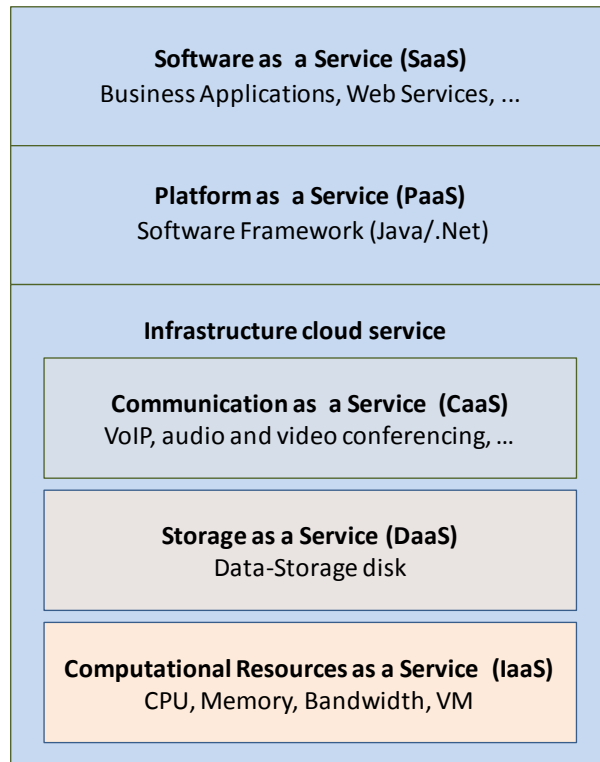 Software as a Service (SaaS)
Business Applications, Web Services, ...
Platform as a Service (PaaS)
Software Framework (Java/.Net)
Infrastructure cloud service
Communication as a Service (CaaS)
VoIP, audio and video conferencing, ...
Storage as a Service (DaaS)
Data-Storage disk
Computational Resources as a Service (IaaS)
CPU, Memory, Bandwidth, VM